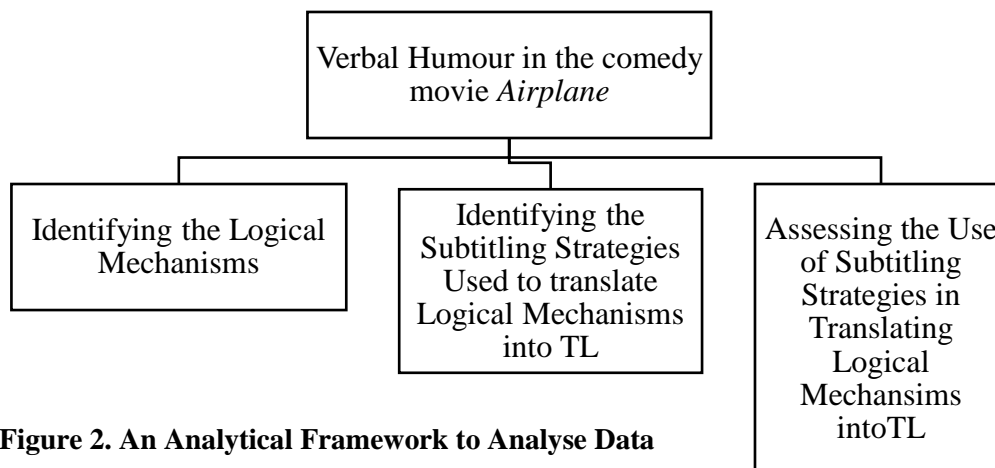 Verbal Humour in the comedy
movie Airplane
Identifying the Logical
Mechanisms
Identifying the
Subtitling Strategies
Used to translate
Logical Mechanisms
into TL
Assessing the Use
of Subtitling
Strategies in
Translating
Logical
Mechansims
intoTL
Figure 2. An Analytical Framework to Analyse Data